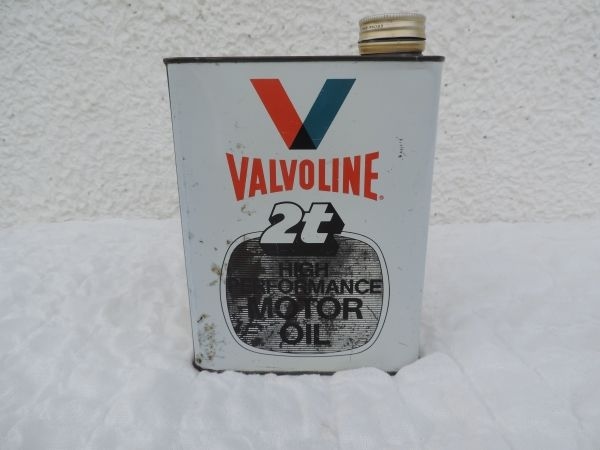 VALVOLINE®
2t
HIGH
PERFORMANCE
MOTOR
OIL